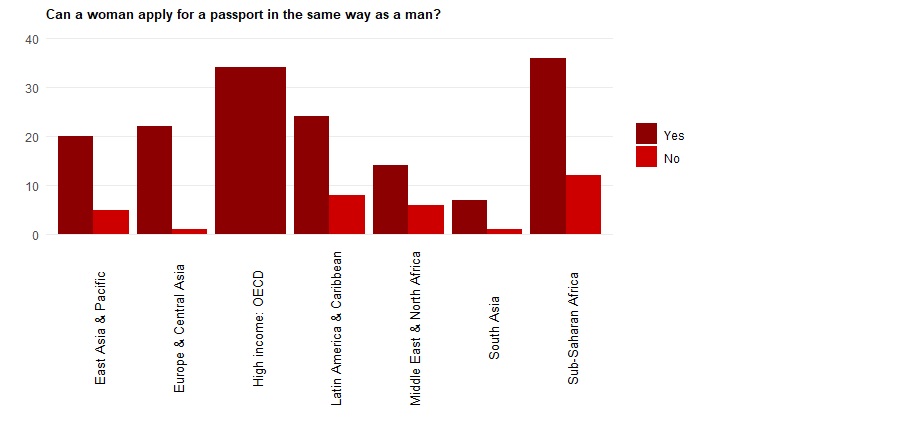 Can a woman apply for a passport in the same way as a man?
40
30
20
10
0
East Asia & Pacific
Europe & Central Asia
High income: OECD
Latin America & Caribbean
Middle East & North Africa
South Asia
Sub-Saharan Africa
Yes
No